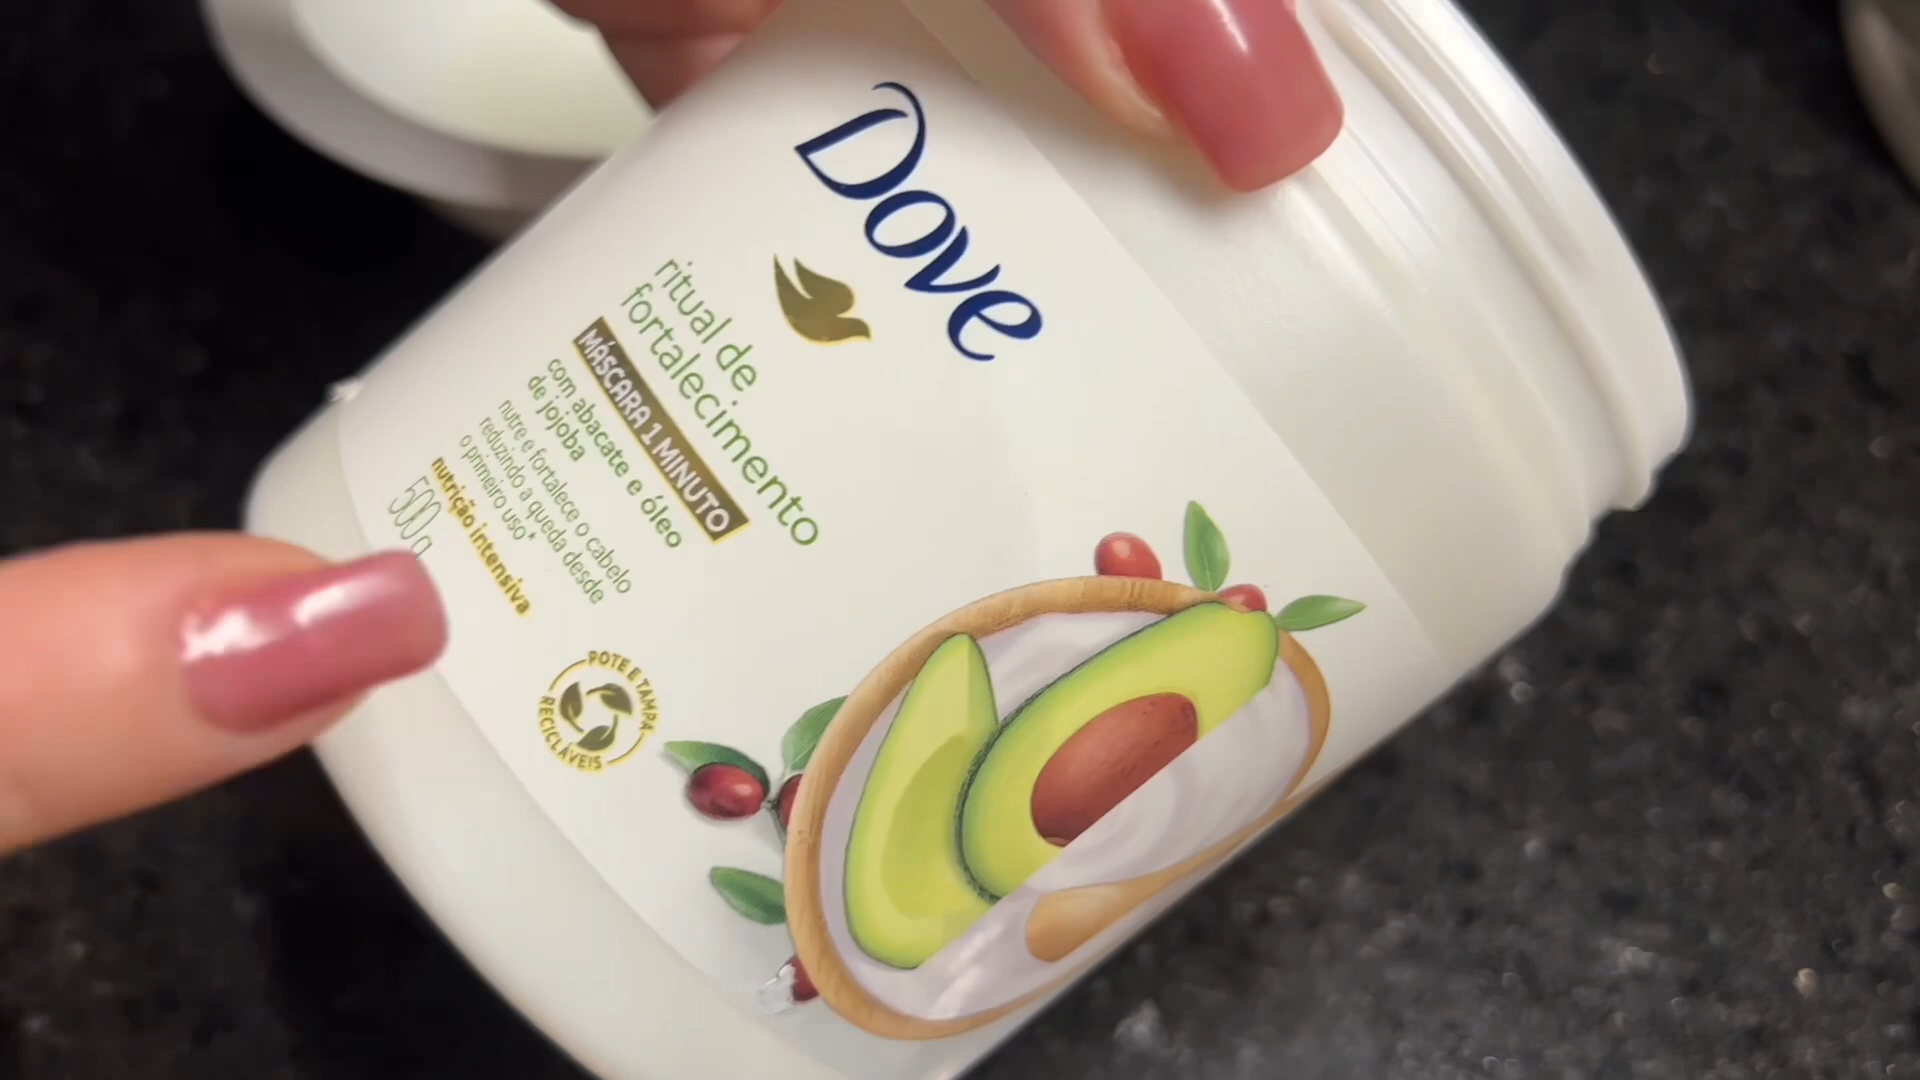 Dove
ritual de
fortalecimento
MÁSCARA 1 MINUTO
com abacate e óleo
de jojoba
nutre e fortalece o cabelo
reduzindo a queda desde
o primeiro uso*
nutrição intensiva
500 g
POTE E TAMPA
RECICLÁVEIS